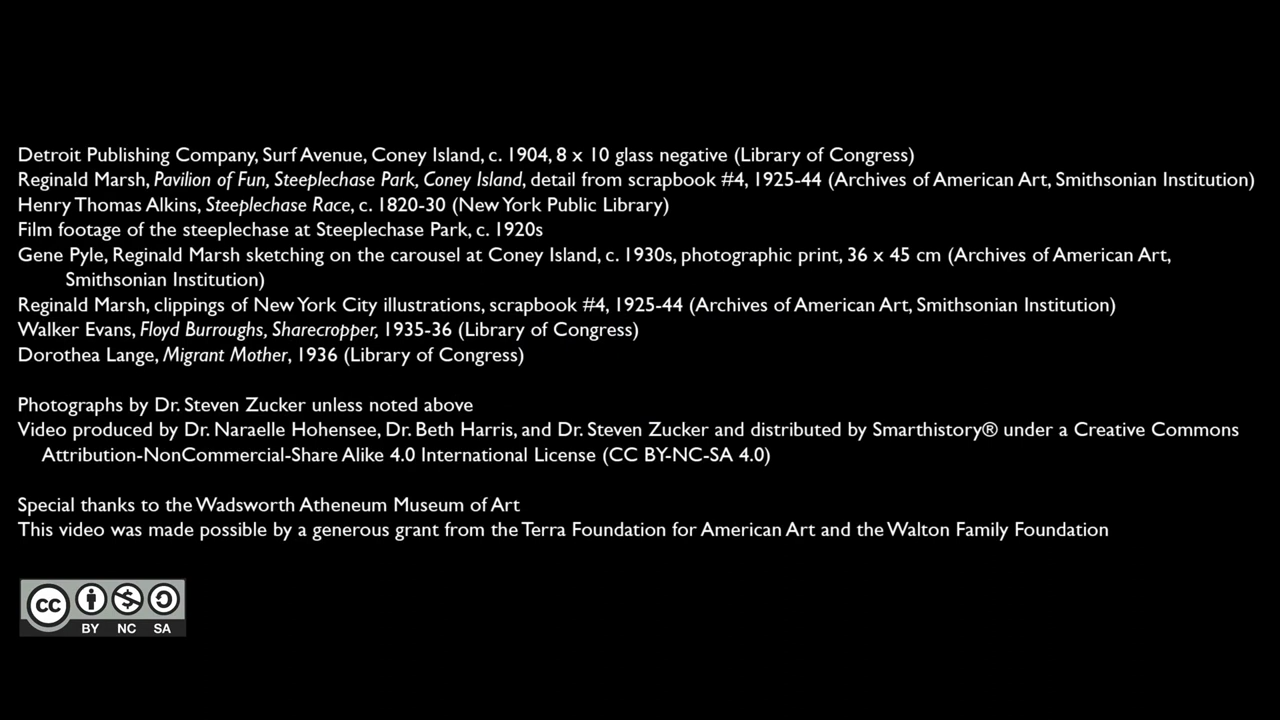 Detroit Publishing Company, Surf Avenue, Coney Island, c. 1904, 8 x 10 glass negative (Library of Congress)
Reginald Marsh, Pavilion of Fun, Steeplechase Park, Coney Island, detail from scrapbook #4, 1925-44 (Archives of American Art, Smithsonian Institution)
Henry Thomas Alkins, Steeplechase Race, c. 1820-30 (New York Public Library)
Film footage of the steeplechase at Steeplechase Park, c. 1920s
Gene Pyle, Reginald Marsh sketching on the carousel at Coney Island, c. 1930s, photographic print, 36 x 45 cm (Archives of American Art,
Smithsonian Institution)
Reginald Marsh, clippings of New York City illustrations, scrapbook #4, 1925-44 (Archives of American Art, Smithsonian Institution)
Walker Evans, Floyd Burroughs, Sharecropper, 1935-36 (Library of Congress)
Dorothea Lange, Migrant Mother, 1936 (Library of Congress)
Photographs by Dr. Steven Zucker unless noted above
Video produced by Dr. Naraelle Hohensee, Dr. Beth Harris, and Dr. Steven Zucker and distributed by Smarthistory® under a Creative Commons
Attribution-NonCommercial-Share Alike 4.0 International License (CC BY-NC-SA 4.0)
Special thanks to the Wadsworth Atheneum Museum of Art
This video was made possible by a generous grant from the Terra Foundation for American Art and the Walton Family Foundation
cc
BY NC SA